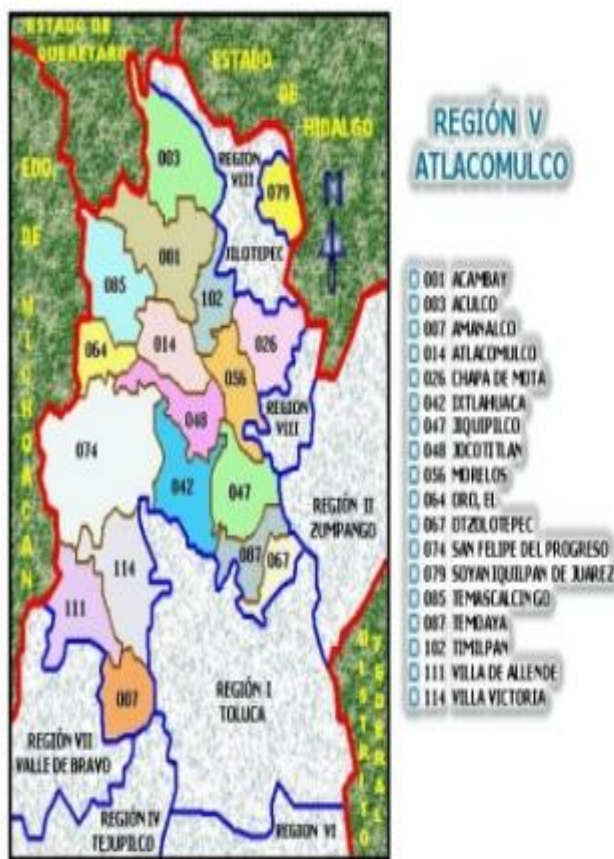 ESTADO DE
QUERETARO
ESTADO
DE
HIDALGO
EDO.
DE
MICHOACAN
003
REGION
VIII
JILOTEPEC
079
N
001
085
102
014
026
064
056
REGION
VIII
048
074
042
047
REGIÓN II
ZUMPANGO
087
067
114
111
007
REGIÓN I
TOLUCA
REGIÓN VII
VALLE DE BRAVO
REGIÓN IV
TEJUPILCO
REGION VI
DISTRITO
FEDERAL
REGIÓN V
ATLACOMULCO
001 ACAMBAY
003 ACULCO
007 AMANALCO
014 ATLACOMULCO
026 CHAPA DE MOTA
042 IXTLAHUACA
047 JIQUIPILCO
048 JOCOTITLAN
056 MORELOS
064 ORO, EL
067 OTZOLOTEPEC
074 SAN FELIPE DEL PROGRESO
079 SOYANIQUILPAN DE JUAREZ
085 TEMASCALCINGO
087 TEMOAYA
102 TIMILPAN
111 VILLA DE ALLENDE
114 VILLA VICTORIA